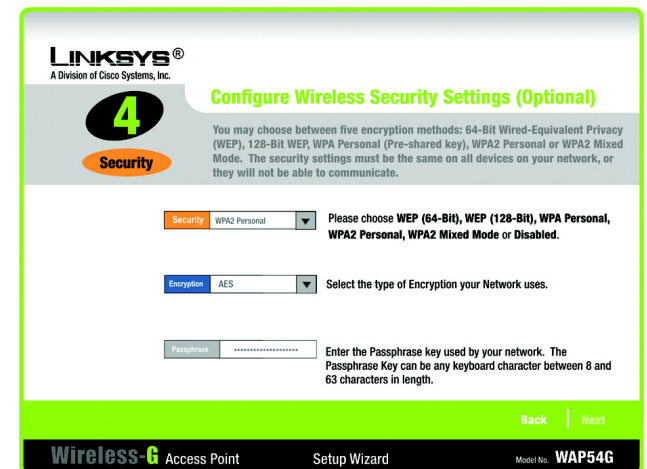 LINKSYS®
A Division of Cisco Systems, Inc.
4
Security
Configure Wireless Security Settings (Optional)
You may choose between five encryption methods: 64-Bit Wired-Equivalent Privacy
(WEP), 128-Bit WEP, WPA Personal (Pre-shared key), WPA2 Personal or WPA2 Mixed
Mode. The security settings must be the same on all devices on your network, or
they will not be able to communicate.
Security WPA2 Personal
Please choose WEP (64-Bit), WEP (128-Bit), WPA Personal,
WPA2 Personal, WPA2 Mixed Mode or Disabled.
Encryption AES
Select the type of Encryption your Network uses.
Passphrase ********************
Enter the Passphrase key used by your network. The
Passphrase Key can be any keyboard character between 8 and
63 characters in length.
Back Next
Wireless-G Access Point Setup Wizard Model No. WAP54G